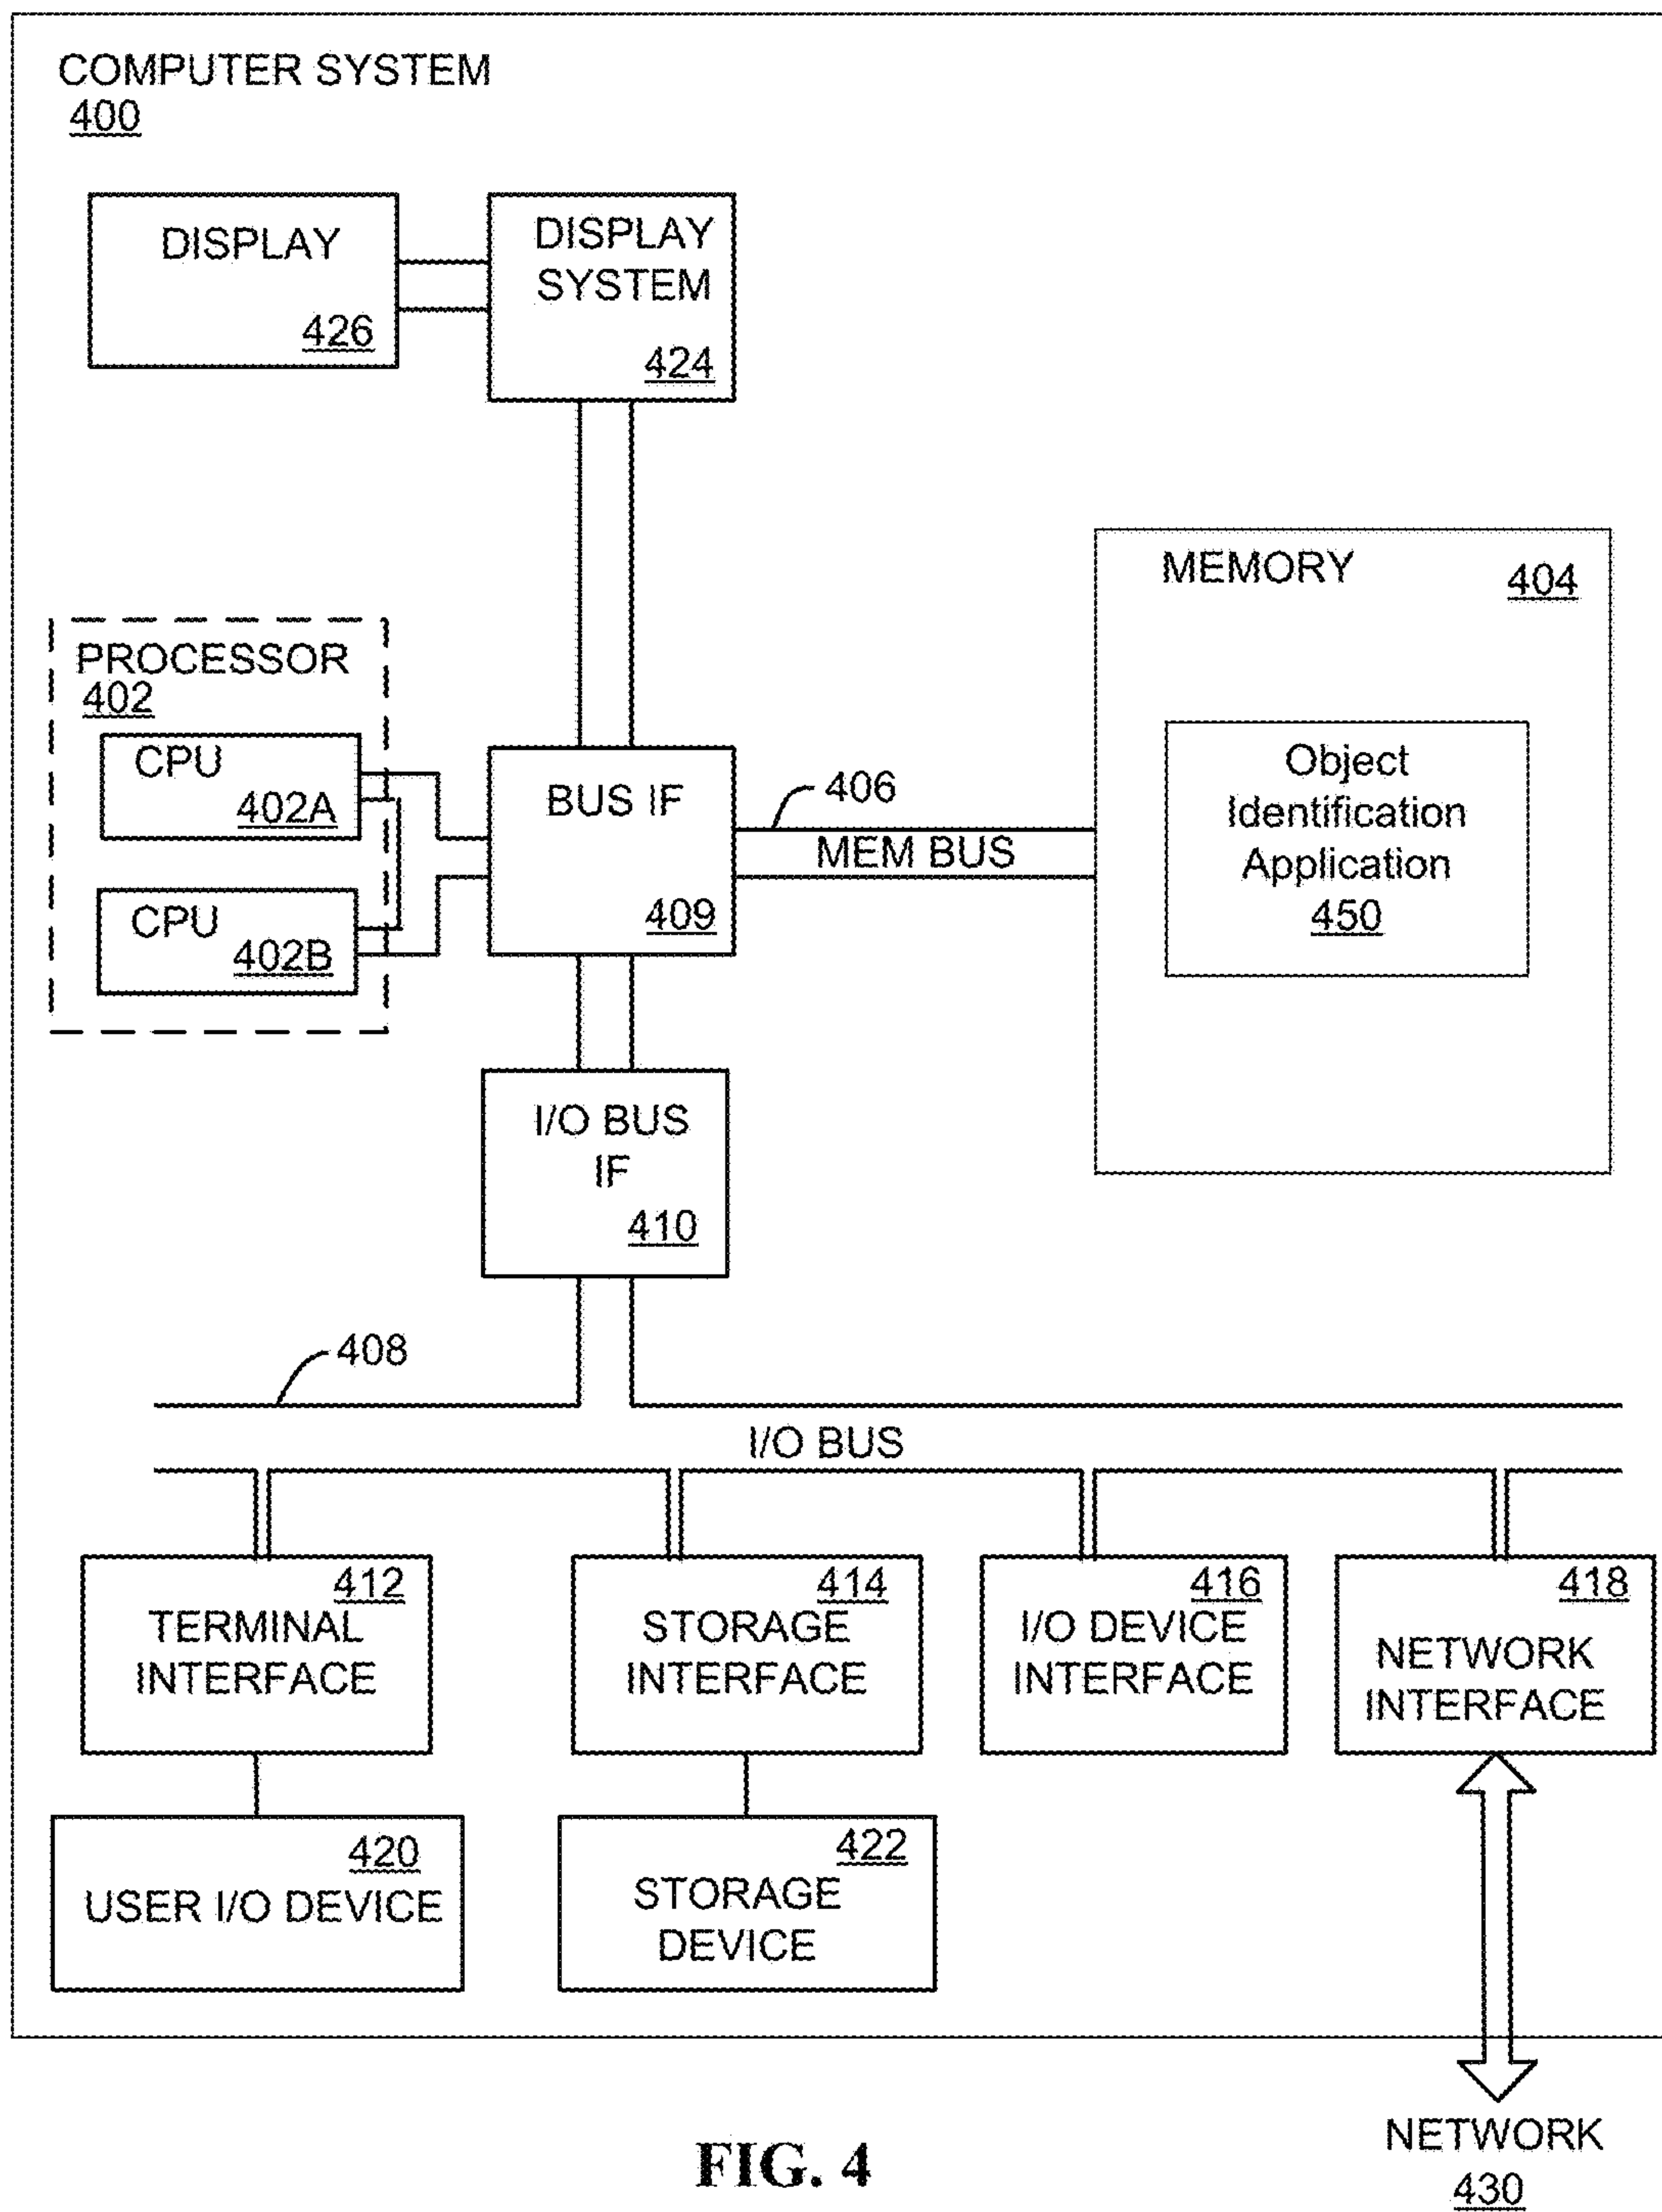 COMPUTER SYSTEM
400
DISPLAY
426
DISPLAY
SYSTEM
424
PROCESSOR
402
CPU
402A
CPU
402B
BUS IF
409
406
MEM BUS
MEMORY
404
Object
Identification
Application
450
I/O BUS
IF
410
408
I/O BUS
412
TERMINAL
INTERFACE
414
STORAGE
INTERFACE
416
I/O DEVICE
INTERFACE
418
NETWORK
INTERFACE
420
USER I/O DEVICE
422
STORAGE
DEVICE
NETWORK
430
FIG. 4